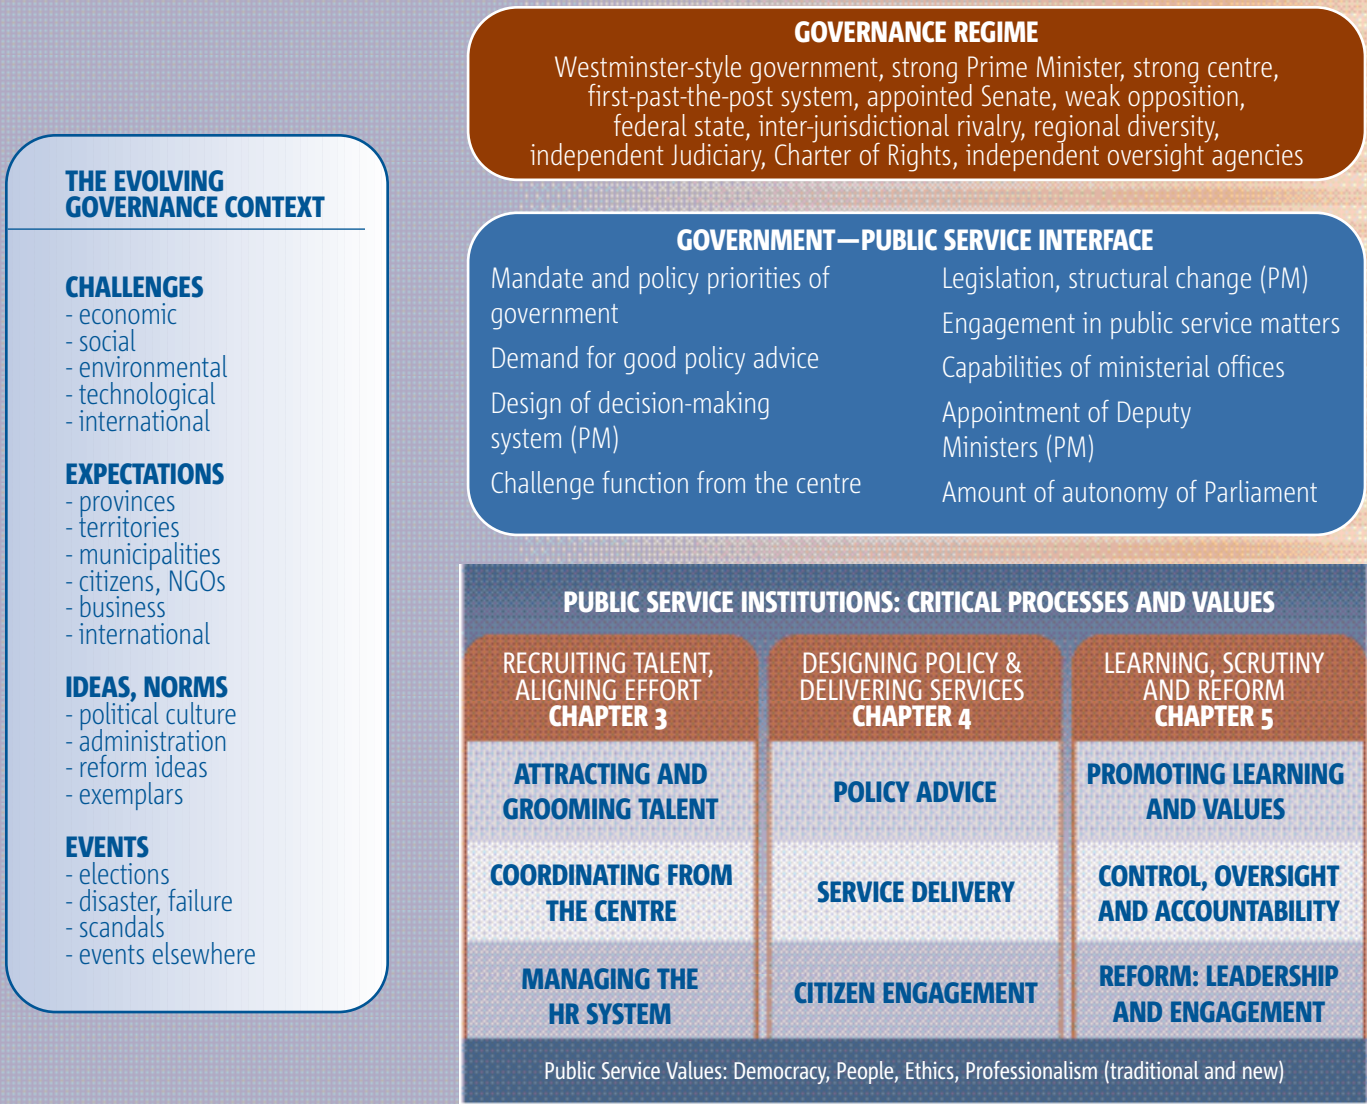 THE EVOLVING
GOVERNANCE CONTEXT
CHALLENGES
- economic
- social
- environmental
- technological
- international
EXPECTATIONS
- provinces
- territories
- municipalities
- citizens, NGOs
- business
- international
IDEAS, NORMS
- political culture
- administration
- reform ideas
- exemplars
EVENTS
- elections
- disaster, failure
- scandals
- events elsewhere
GOVERNANCE REGIME
Westminster-style government, strong Prime Minister, strong centre,
first-past-the-post system, appointed Senate, weak opposition,
federal state, inter-jurisdictional rivalry, regional diversity,
independent Judiciary, Charter of Rights, independent oversight agencies
GOVERNMENT—PUBLIC SERVICE INTERFACE
Mandate and policy priorities of
government
Demand for good policy advice
Design of decision-making
system (PM)
Challenge function from the centre
Legislation, structural change (PM)
Engagement in public service matters
Capabilities of ministerial offices
Appointment of Deputy
Ministers (PM)
Amount of autonomy of Parliament
PUBLIC SERVICE INSTITUTIONS: CRITICAL PROCESSES AND VALUES
RECRUITING TALENT,
ALIGNING EFFORT
CHAPTER 3
ATTRACTING AND
GROOMING TALENT
COORDINATING FROM
THE CENTRE
MANAGING THE
HR SYSTEM
DESIGNING POLICY &
DELIVERING SERVICES
CHAPTER 4
POLICY ADVICE
SERVICE DELIVERY
CITIZEN ENGAGEMENT
LEARNING, SCRUTINY
AND REFORM
CHAPTER 5
PROMOTING LEARNING
AND VALUES
CONTROL, OVERSIGHT
AND ACCOUNTABILITY
REFORM: LEADERSHIP
AND ENGAGEMENT
Public Service Values: Democracy, People, Ethics, Professionalism (traditional and new)